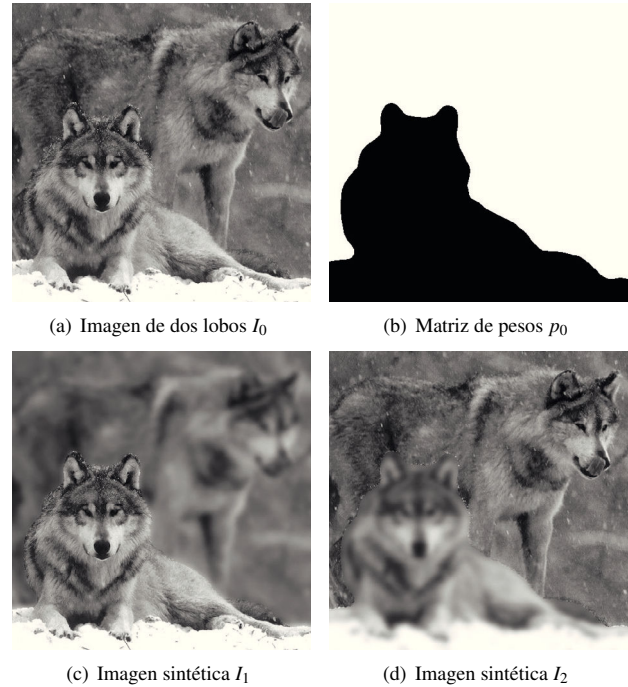 (a) Imagen de dos lobos I₀
(b) Matriz de pesos p₀
(c) Imagen sintética I₁
(d) Imagen sintética I₂